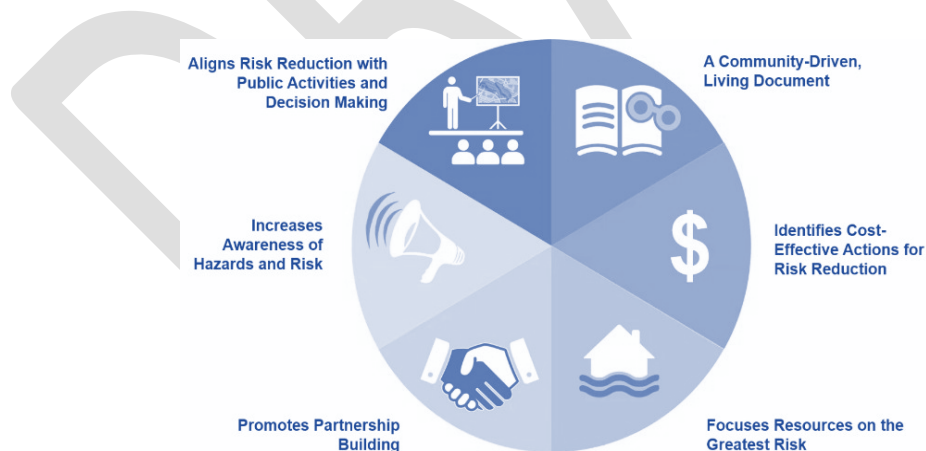 Aligns Risk Reduction with
Public Activities and
Decision Making
A Community-Driven,
Living Document
Increases
Awareness of
Hazards and Risk
$
Identifies Cost-
Effective Actions for
Risk Reduction
Promotes Partnership
Building
Focuses Resources on the
Greatest Risk